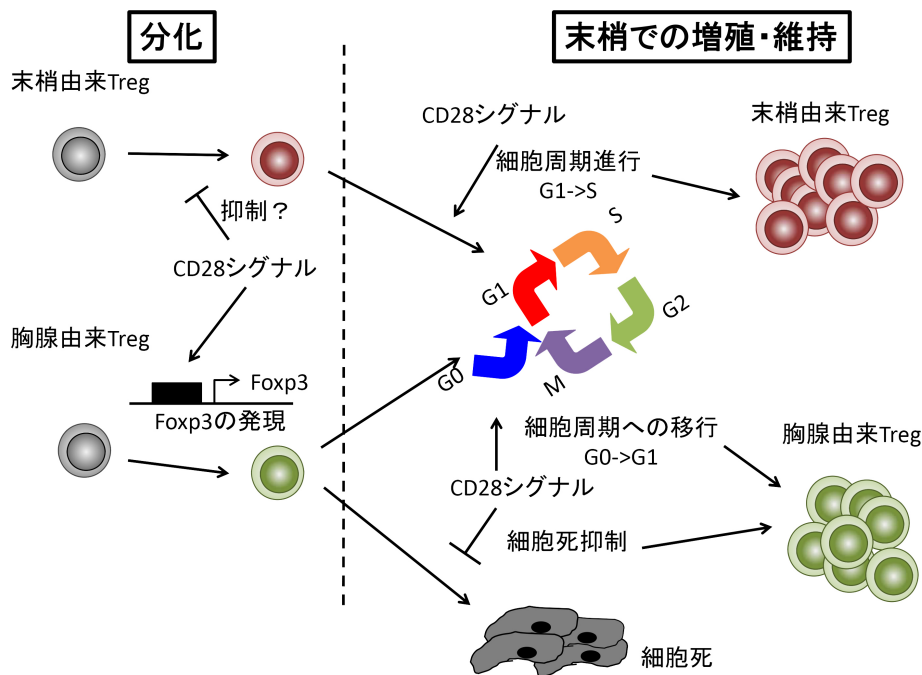 分化
末梢での増殖・維持
末梢由来Treg
抑制？
CD28シグナル
胸腺由来Treg
Foxp3
Foxp3の発現
CD28シグナル
細胞周期進行
G1->S
末梢由来Treg
S
G1
G2
G0
M
細胞周期への移行
G0->G1
CD28シグナル
細胞死抑制
胸腺由来Treg
細胞死